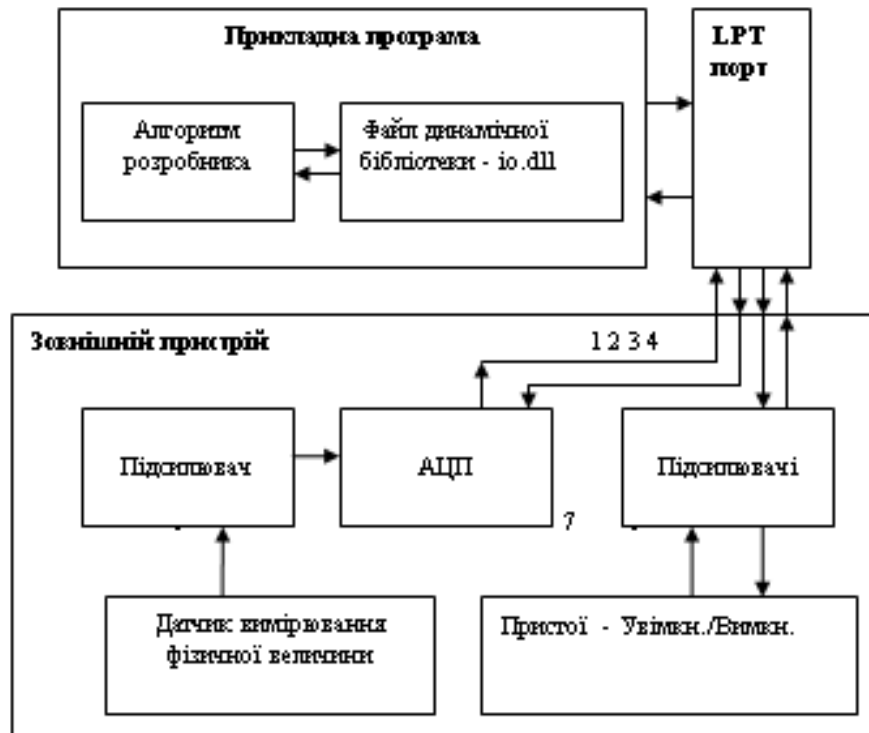 Прикладна програма
LPT
порт
Алгоритм
розробника
Файл динамічної
бібліотеки - io.dll
Зовнішній пристрій
1 2 3 4
Підсилювач
АЦП
Підсилювачі
7
Датчик вимірювання
фізичної величини
Пристої - Увімкн./Вимкн.